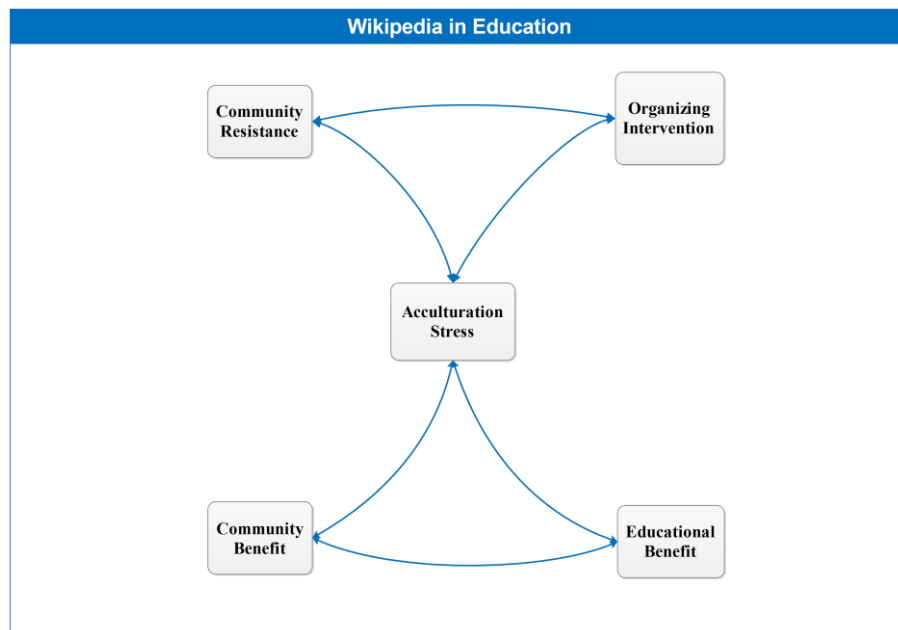 Wikipedia in Education
Community
Resistance
Organizing
Intervention
Acculturation
Stress
Community
Benefit
Educational
Benefit